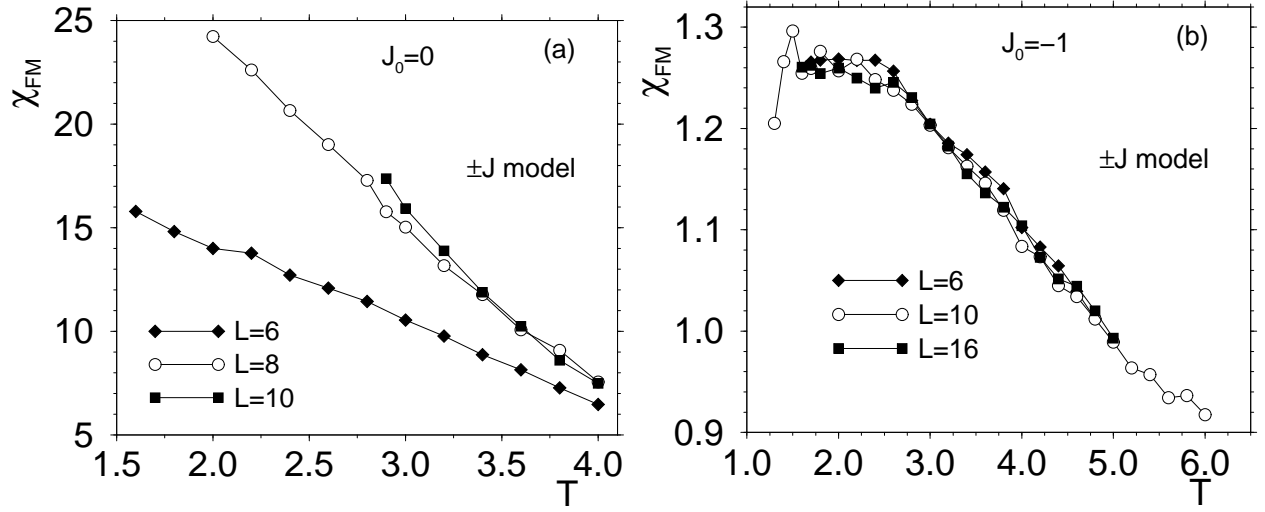 25
20
15
10
5
χFM
J0=0
(a)
±J model
L=6
L=8
L=10
1.5 2.0 2.5 3.0 3.5 4.0
T
1.3
1.2
1.1
1.0
0.9
χFM
J0=−1
(b)
±J model
L=6
L=10
L=16
1.0 2.0 3.0 4.0 5.0 6.0
T